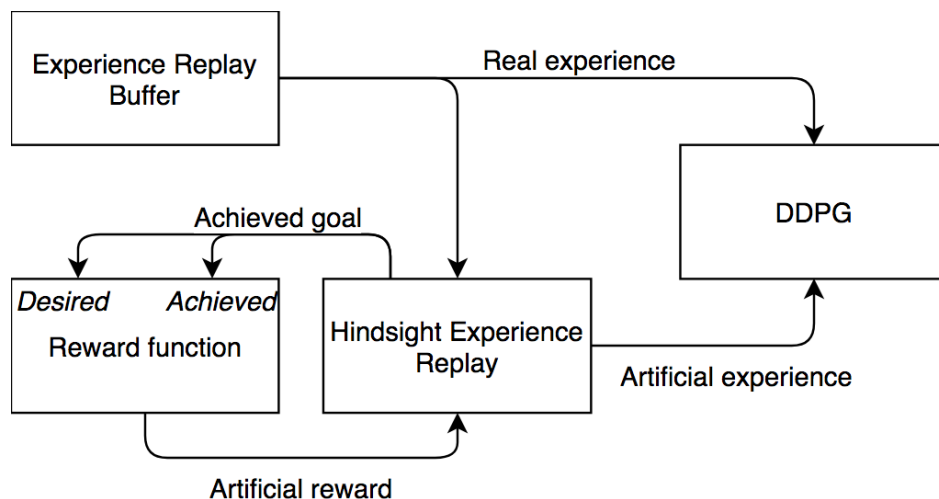 Experience Replay
Buffer
Real experience
DDPG
Achieved goal
Desired Achieved
Reward function
Hindsight Experience
Replay
Artificial experience
Artificial reward